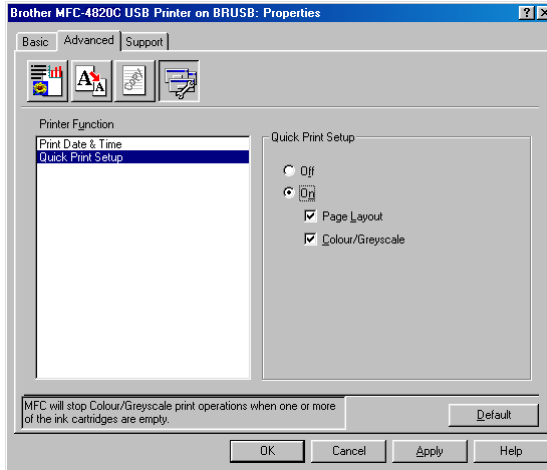 Brother MFC-4820C USB Printer on BRUSB: Properties
Basic Advanced Support
Printer Function
Print Date & Time
Quick Print Setup
Quick Print Setup
Off
On
Page Layout
Colour/Greyscale
MFC will stop Colour/Greyscale print operations when one or more
of the ink cartridges are empty.
Default
OK Cancel Apply Help